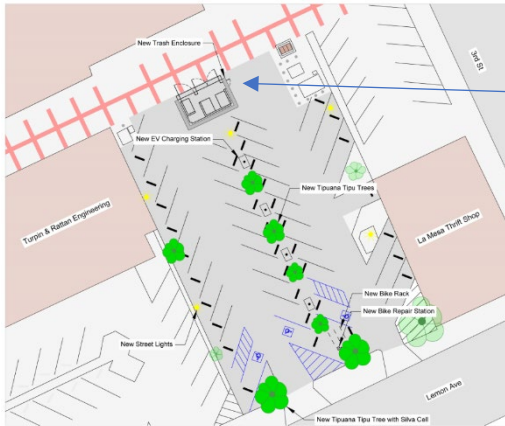 New Trash Enclosure
3rd St
New EV Charging Station
New Tipuana Tipu Trees
Turpin & Rattan Engineering
La Mesa Thrift Shop
New Bike Rack
New Bike Repair Station
New Street Lights
Lemon Ave
New Tipuana Tipu Tree with Silva Cell